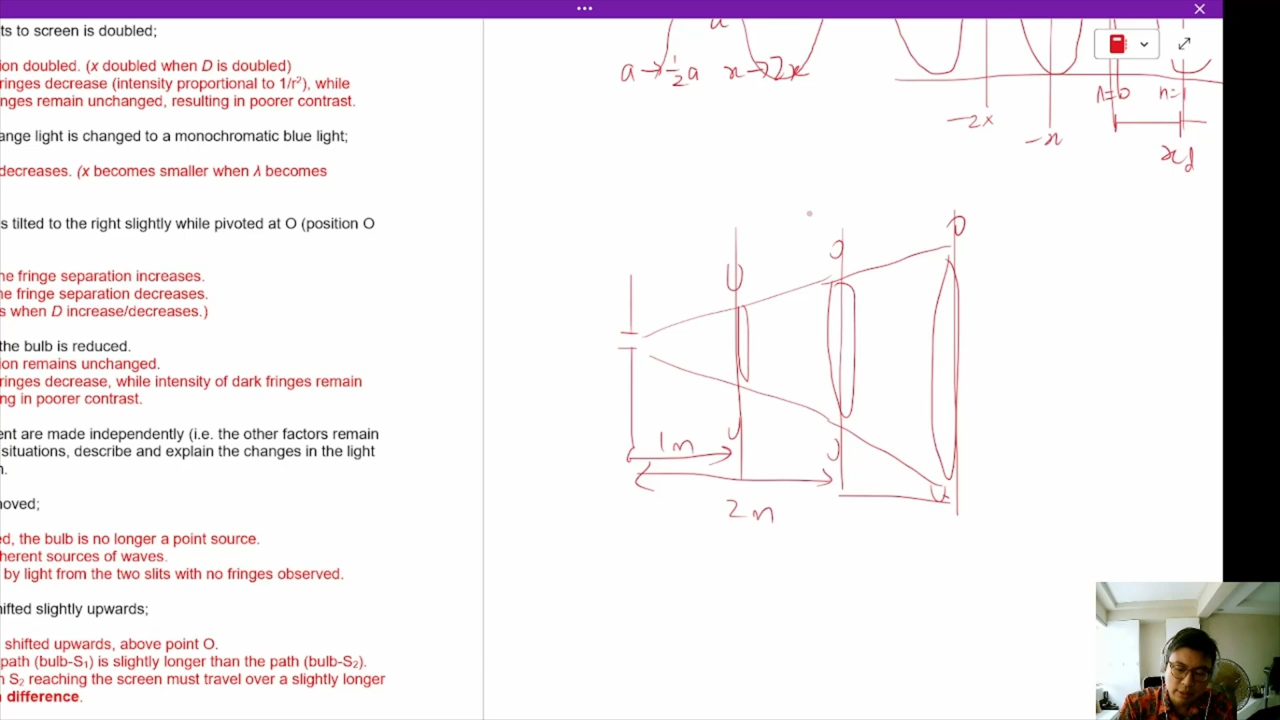 ts to screen is doubled;
ion doubled. (x doubled when D is doubled)
ringes decrease (intensity proportional to 1/r²), while
nges remain unchanged, resulting in poorer contrast.
ange light is changed to a monochromatic blue light;
decreases. (x becomes smaller when λ becomes
s tilted to the right slightly while pivoted at O (position O
he fringe separation increases.
he fringe separation decreases.
s when D increase/decreases.)
the bulb is reduced.
ion remains unchanged.
ringes decrease, while intensity of dark fringes remain
ng in poorer contrast.
ent are made independently (i.e. the other factors remain
situations, describe and explain the changes in the light
n.
noved;
ed, the bulb is no longer a point source.
herent sources of waves.
by light from the two slits with no fringes observed.
hifted slightly upwards;
shifted upwards, above point O.
path (bulb-S₁) is slightly longer than the path (bulb-S₂).
n S₂ reaching the screen must travel over a slightly longer
difference.
a
a→½a x→2x
n=0 n=1
-2x
-x
1m
2m